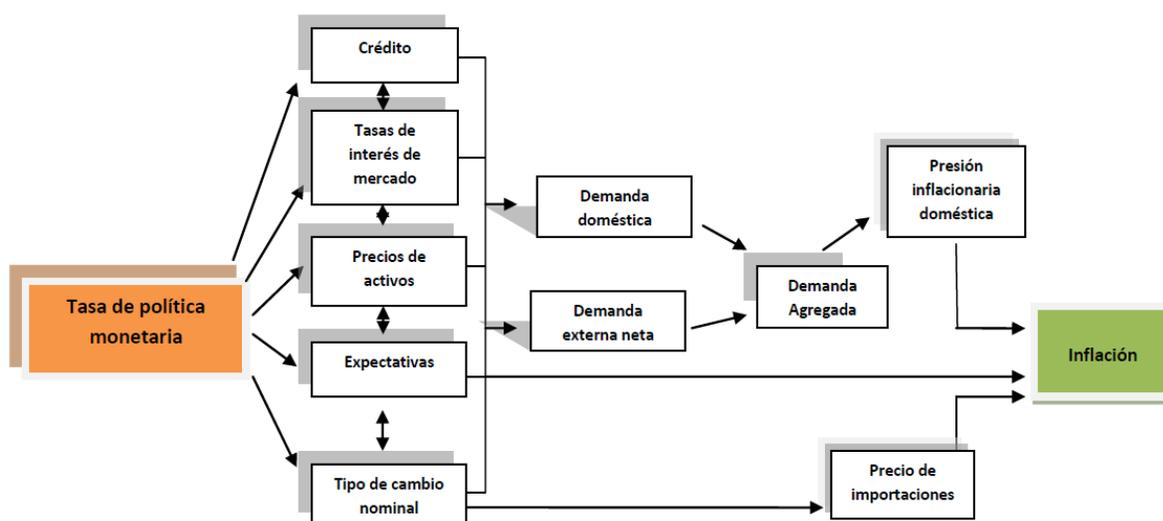 Crédito
Tasas de
interés de
mercado
Precios de
activos
Expectativas
Tipo de cambio
nominal
Tasa de política
monetaria
Demanda
doméstica
Demanda
externa neta
Demanda
Agregada
Presión
inflacionaria
doméstica
Precio de
importaciones
Inflación